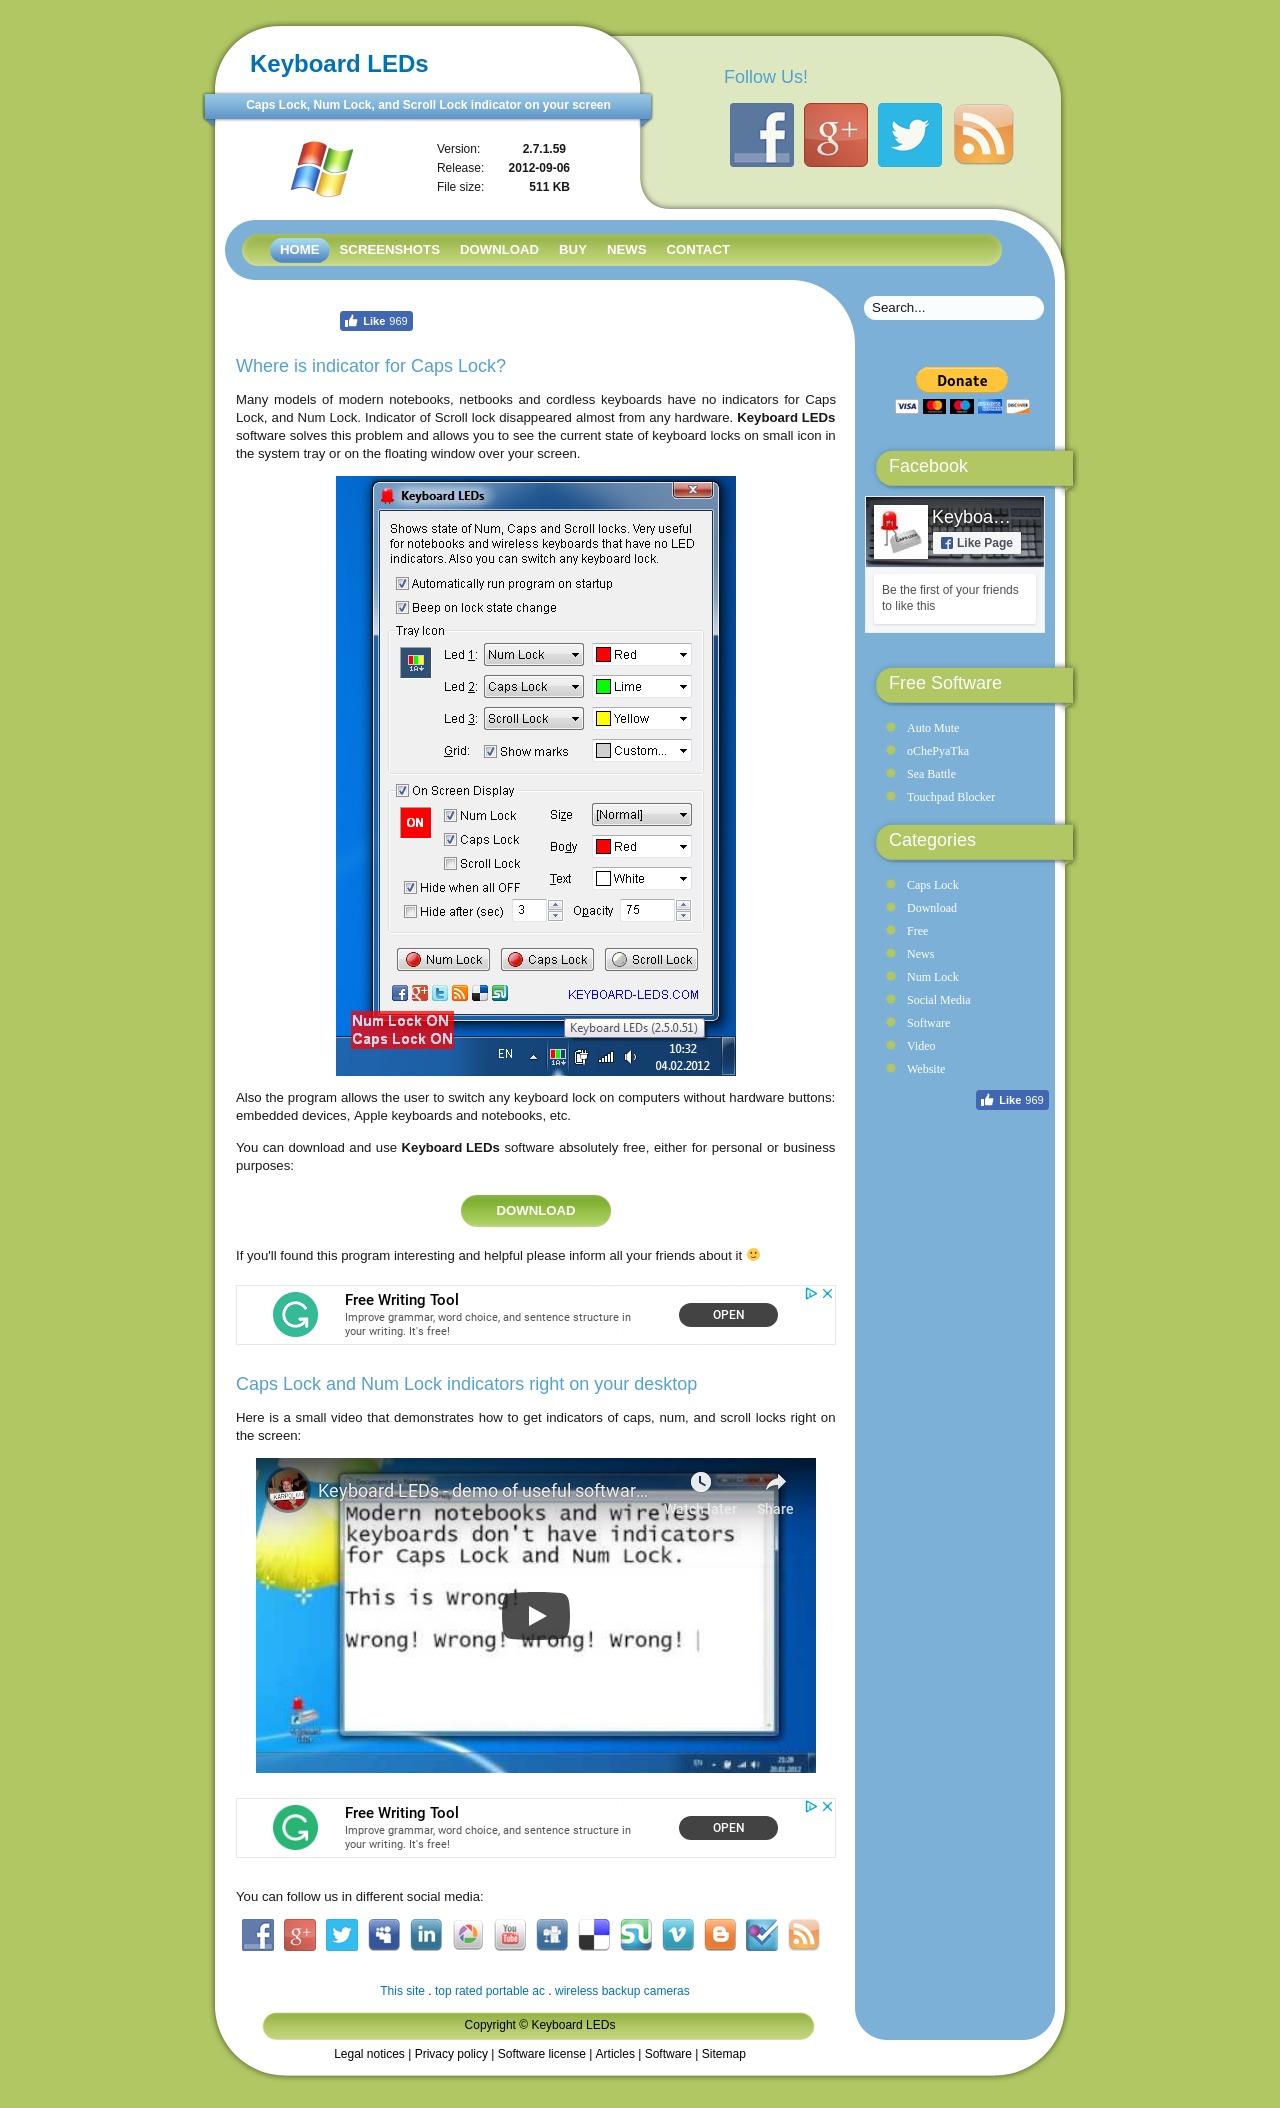 Keyboard LEDs
Caps Lock, Num Lock, and Scroll Lock indicator on your screen
Version: 2.7.1.59
Release: 2012-09-06
File size: 511 KB
Follow Us!
HOME SCREENSHOTS DOWNLOAD BUY NEWS CONTACT
Search...
Like 969
Where is indicator for Caps Lock?
Many models of modern notebooks, netbooks and cordless keyboards have no indicators for Caps
Lock, and Num Lock. Indicator of Scroll lock disappeared almost from any hardware. Keyboard LEDs
software solves this problem and allows you to see the current state of keyboard locks on small icon in
the system tray or on the floating window over your screen.
Keyboard LEDs
Shows state of Num, Caps and Scroll locks. Very useful
for notebooks and wireless keyboards that have no LED
indicators. Also you can switch any keyboard lock.
Automatically run program on startup
Beep on lock state change
Tray Icon
Led 1: Num Lock Red
Led 2: Caps Lock Lime
Led 3: Scroll Lock Yellow
Grid: Show marks Custom...
On Screen Display
ON
Num Lock Size [Normal]
Caps Lock Body Red
Scroll Lock Text White
Hide when all OFF
Hide after (sec) 3 Opacity 75
Num Lock Caps Lock Scroll Lock
KEYBOARD-LEDS.COM
Num Lock ON
Caps Lock ON
Keyboard LEDs (2.5.0.51)
EN 1A 10:32
04.02.2012
Also the program allows the user to switch any keyboard lock on computers without hardware buttons:
embedded devices, Apple keyboards and notebooks, etc.
You can download and use Keyboard LEDs software absolutely free, either for personal or business
purposes:
DOWNLOAD
If you'll found this program interesting and helpful please inform all your friends about it
Free Writing Tool
Improve grammar, word choice, and sentence structure in
your writing. It's free!
OPEN
Caps Lock and Num Lock indicators right on your desktop
Here is a small video that demonstrates how to get indicators of caps, num, and scroll locks right on
the screen:
KARPOLAN
Keyboard LEDs - demo of useful softwar...
Watch later Share
Modern notebooks and wireless
keyboards don't have indicators
for Caps Lock and Num Lock.
This is Wrong!
Wrong! Wrong! Wrong! Wrong!
Free Writing Tool
Improve grammar, word choice, and sentence structure in
your writing. It's free!
OPEN
You can follow us in different social media:
This site . top rated portable ac . wireless backup cameras
Copyright © Keyboard LEDs
Legal notices | Privacy policy | Software license | Articles | Software | Sitemap
Donate
VISA
DISCOVER
Facebook
Keyboa...
Like Page
Be the first of your friends
to like this
Free Software
Auto Mute
oChePyaTka
Sea Battle
Touchpad Blocker
Categories
Caps Lock
Download
Free
News
Num Lock
Social Media
Software
Video
Website
Like 969